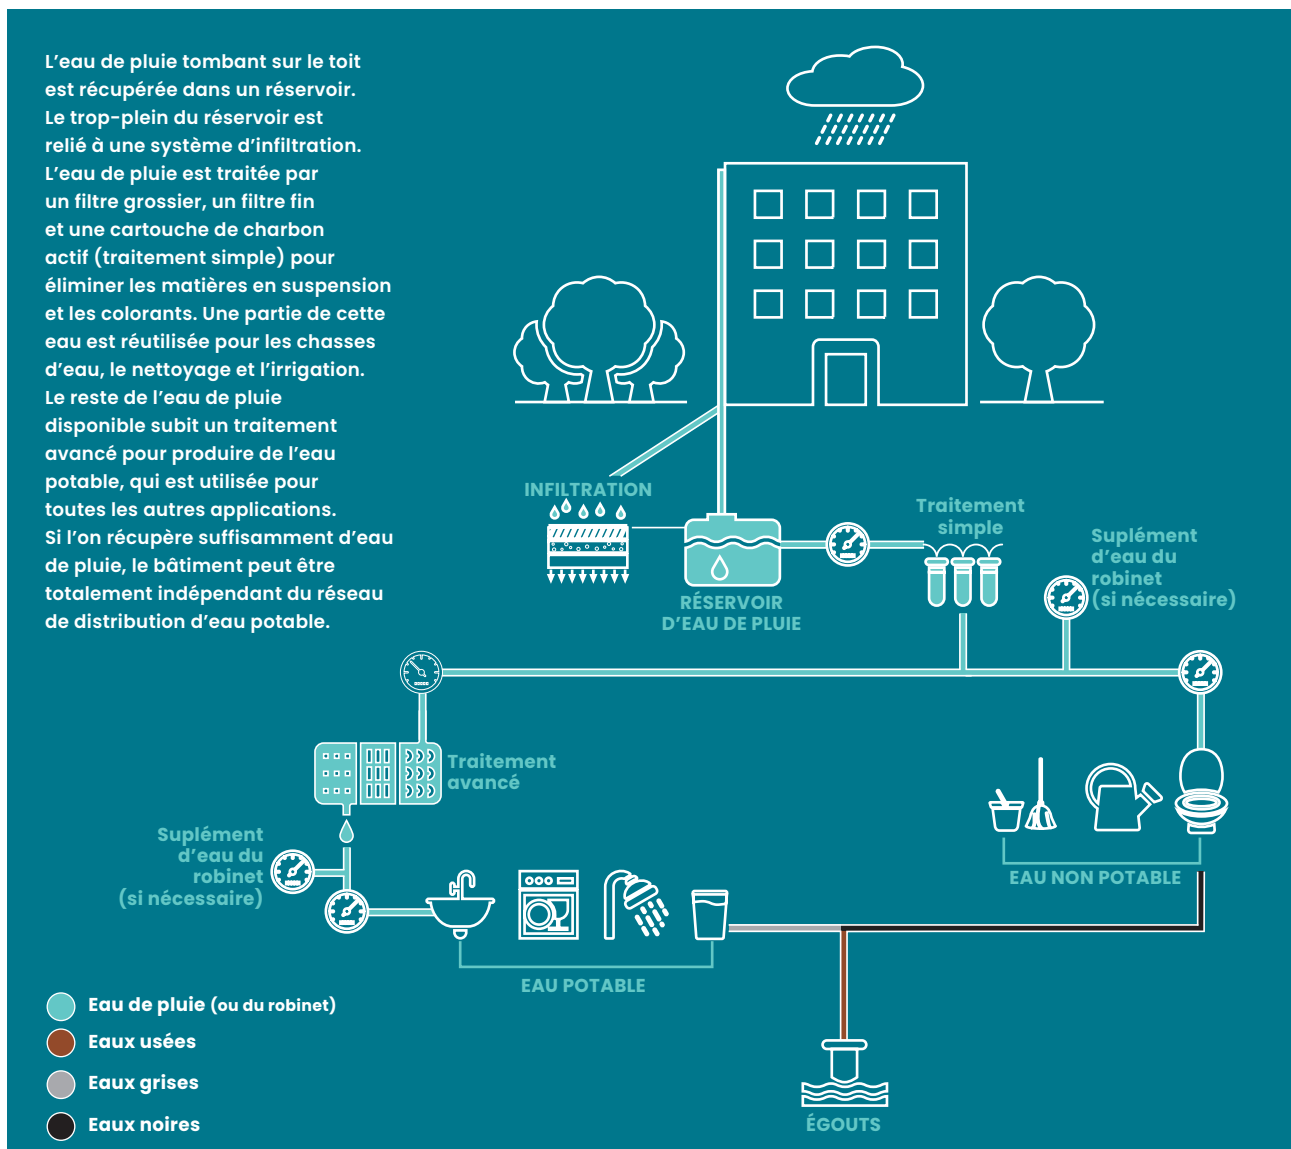 L’eau de pluie tombant sur le toit
est récupérée dans un réservoir.
Le trop-plein du réservoir est
relié à une système d’infiltration.
L’eau de pluie est traitée par
un filtre grossier, un filtre fin
et une cartouche de charbon
actif (traitement simple) pour
éliminer les matières en suspension
et les colorants. Une partie de cette
eau est réutilisée pour les chasses
d’eau, le nettoyage et l’irrigation.
Le reste de l’eau de pluie
disponible subit un traitement
avancé pour produire de l’eau
potable, qui est utilisée pour
toutes les autres applications.
Si l’on récupère suffisamment d’eau
de pluie, le bâtiment peut être
totalement indépendant du réseau
de distribution d’eau potable.
INFILTRATION
RÉSERVOIR
D’EAU DE PLUIE
Traitement
simple
Suplément
d’eau du
robinet
(si nécessaire)
Traitement
avancé
Suplément
d’eau du
robinet
(si nécessaire)
EAU NON POTABLE
EAU POTABLE
Eau de pluie (ou du robinet)
Eaux usées
Eaux grises
Eaux noires
ÉGOUTS